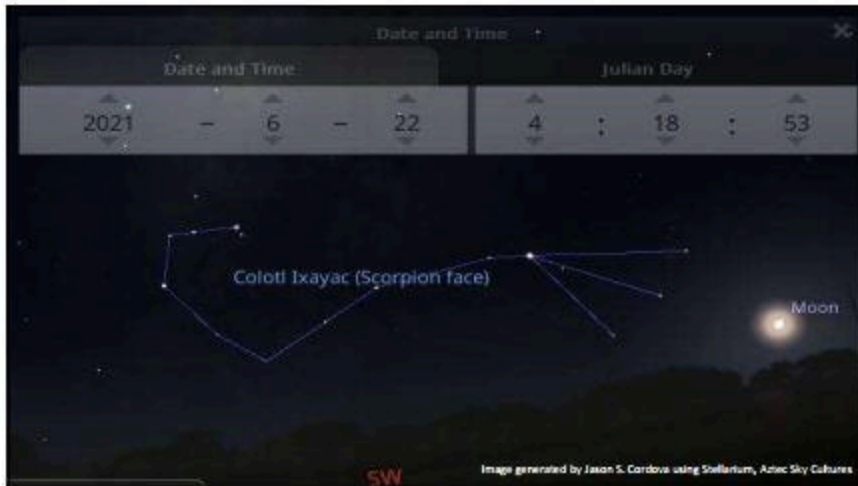 Date and Time
Date and Time
Julian Day
2021 - 6 - 22
4 : 18 : 53
Colotl Ixayac (Scorpion face)
Moon
SW
Image generated by Jason S. Cordova using Stellarium, Aztec Sky Cultures